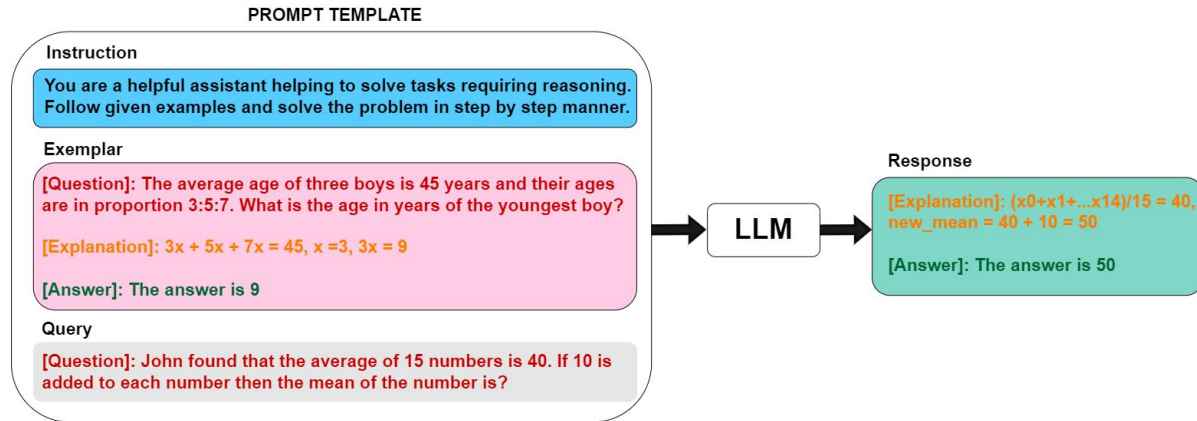 PROMPT TEMPLATE
Instruction
You are a helpful assistant helping to solve tasks requiring reasoning.
Follow given examples and solve the problem in step by step manner.
Exemplar
[Question]: The average age of three boys is 45 years and their ages
are in proportion 3:5:7. What is the age in years of the youngest boy?
[Explanation]: 3x + 5x + 7x = 45, x =3, 3x = 9
[Answer]: The answer is 9
Query
[Question]: John found that the average of 15 numbers is 40. If 10 is
added to each number then the mean of the number is?
LLM
Response
[Explanation]: (x0+x1+...x14)/15 = 40,
new_mean = 40 + 10 = 50
[Answer]: The answer is 50